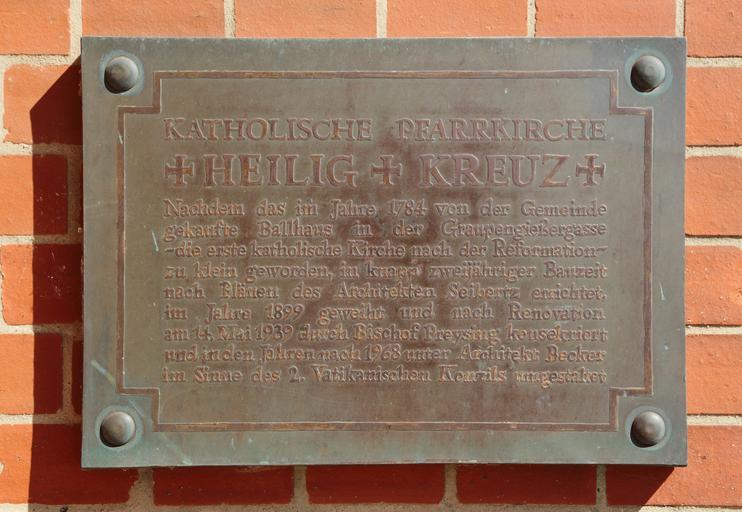 KATHOLISCHE PFARRKIRCHE
+ HEILIG + KREUZ +
Nachdem das im Jahre 1784 von der Gemeinde
gekaufte Ballhaus in der Graupengießergasse
-die erste katholische Kirche nach der Reformation-
zu klein geworden, in knapp zweijähriger Bauzeit
nach Plänen des Architekten Seibertz errichtet,
im Jahre 1899 geweiht und nach Renovation
am 14. Mai 1939 durch Bischof Preysing konsekriert
und in den Jahren nach 1968 unter Architekt Becker
im Sinne des 2. Vatikanischen Konzils umgestaltet